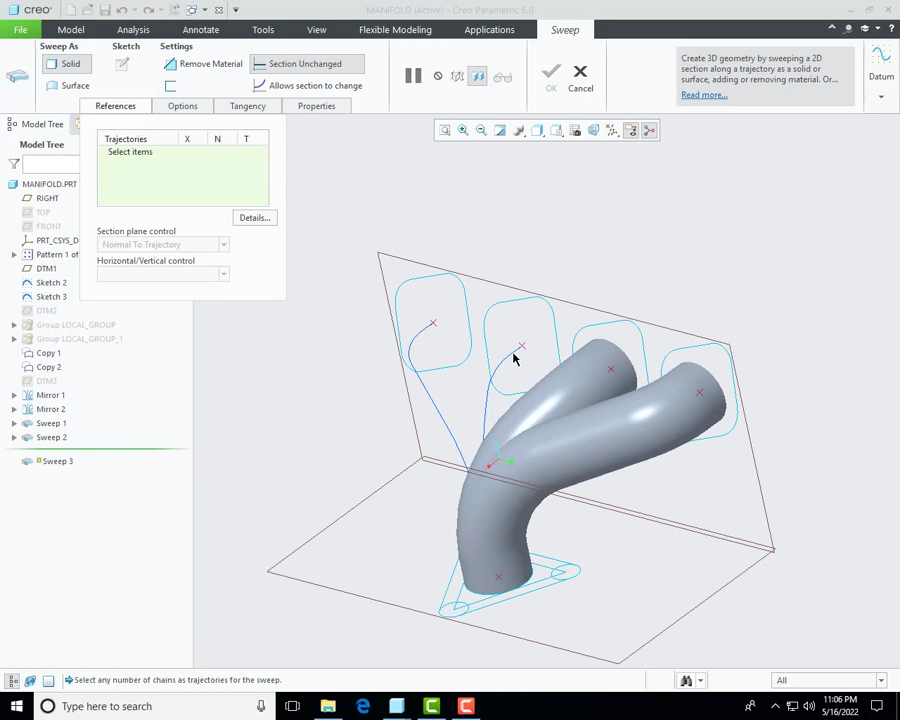 creo
MANIFOLD (Active) - Creo Parametric 6.0
File
Model
Analysis
Annotate
Tools
View
Flexible Modeling
Applications
Sweep
Sweep As
Sketch
Settings
Solid
Remove Material
Section Unchanged
Surface
Allows section to change
OK
Cancel
Create 3D geometry by sweeping a 2D
section along a trajectory as a solid or
surface, adding or removing material. Or...
Read more...
Datum
References
Options
Tangency
Properties
Model Tree
Model Tree
Trajectories X N T
Select items
Details...
Section plane control
Normal To Trajectory
Horizontal/Vertical control
MANIFOLD.PRT
RIGHT
TOP
FRONT
PRT_CSYS_D
Pattern 1 of
DTM1
Sketch 2
Sketch 3
DTM2
Group LOCAL_GROUP
Group LOCAL_GROUP_1
Copy 1
Copy 2
DTM3
Mirror 1
Mirror 2
Sweep 1
Sweep 2
Sweep 3
Select any number of chains as trajectories for the sweep.
All
Type here to search
11:06 PM
5/16/2022